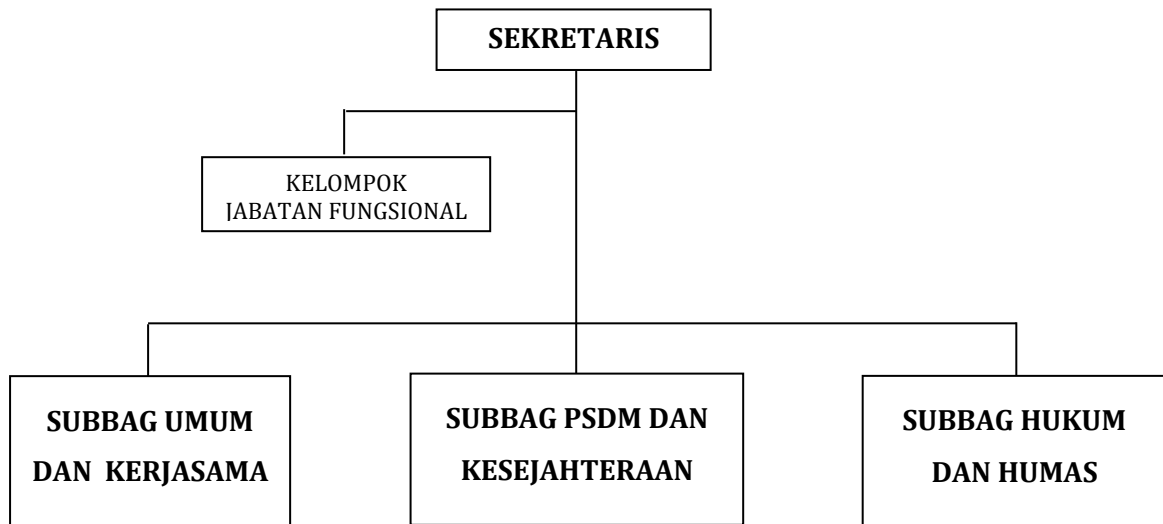 SEKRETARIS
KELOMPOK
JABATAN FUNGSIONAL
SUBBAG UMUM
DAN KERJASAMA
SUBBAG PSDM DAN
KESEJAHTERAAN
SUBBAG HUKUM
DAN HUMAS